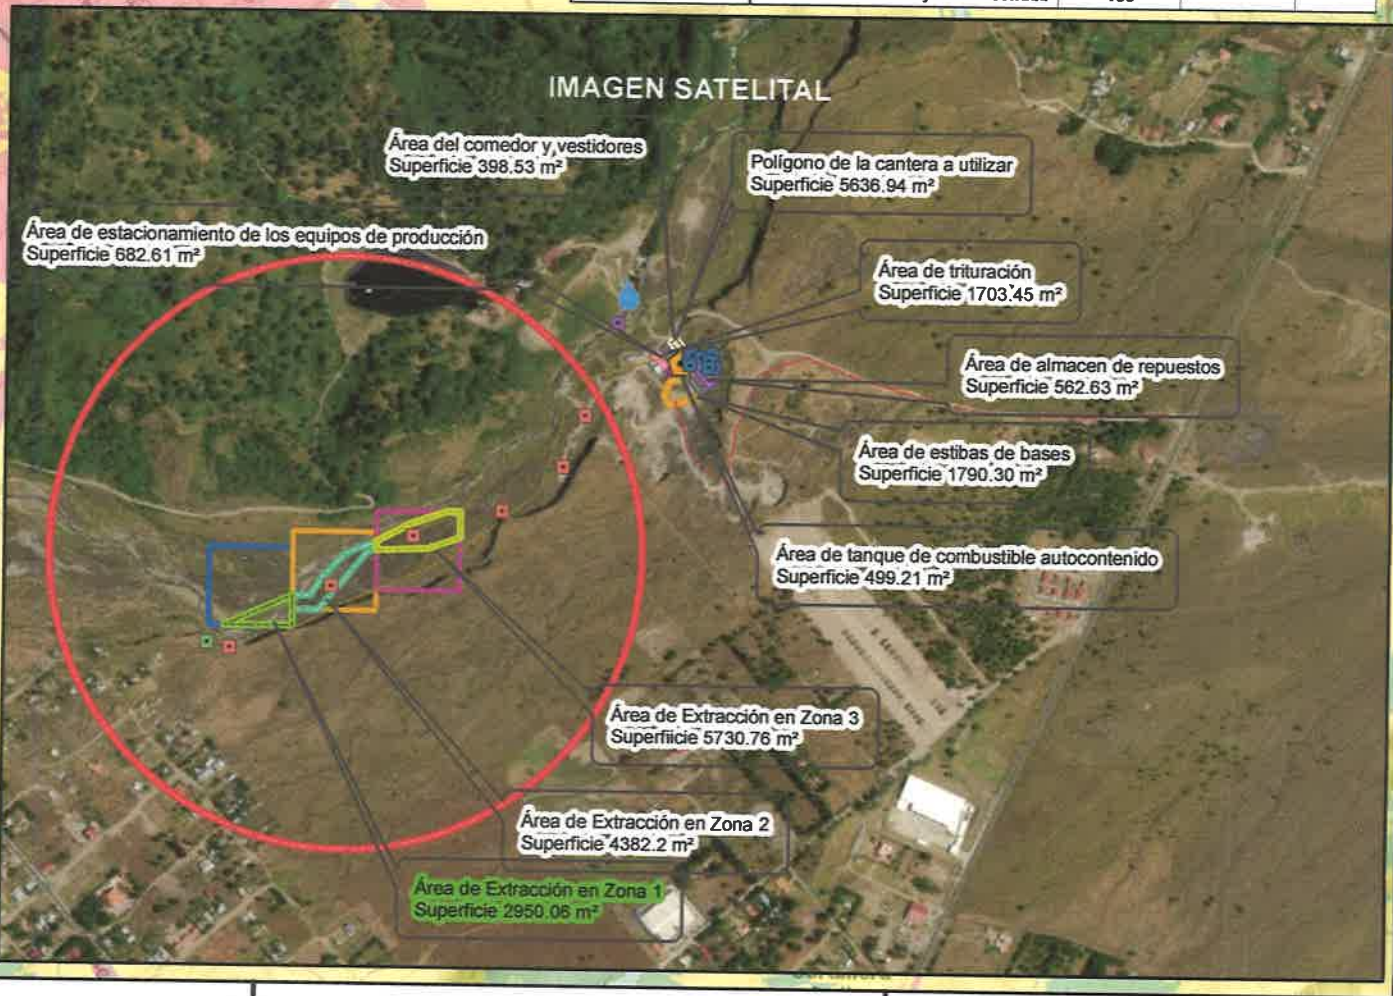 IMAGEN SATELITAL
Área del comedor y vestidores
Superficie 398.53 m²
Polígono de la cantera a utilizar
Superficie 5636.94 m²
Área de estacionamiento de los equipos de producción
Superficie 682.61 m²
Área de trituración
Superficie 1703.45 m²
Área de almacen de repuestos
Superficie 562.63 m²
Área de estibas de bases
Superficie 1790.30 m²
Área de tanque de combustible autocontenido
Superficie 499.21 m²
Área de Extracción en Zona 3
Superfiicie 5730.76 m²
Área de Extracción en Zona 2
Superficie 4382.2 m²
Área de Extracción en Zona 1
Superficie 2950.06 m²